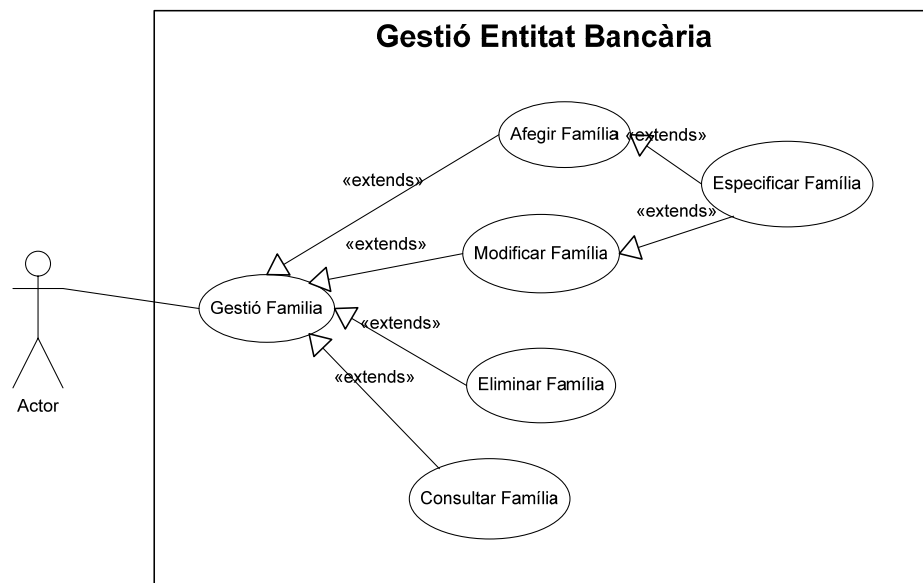 Gestió Entitat Bancària
Afegir Família
«extends»
Especificar Família
«extends»
«extends»
«extends»
Modificar Família
Gestió Familia
«extends»
«extends»
Eliminar Família
Actor
Consultar Família